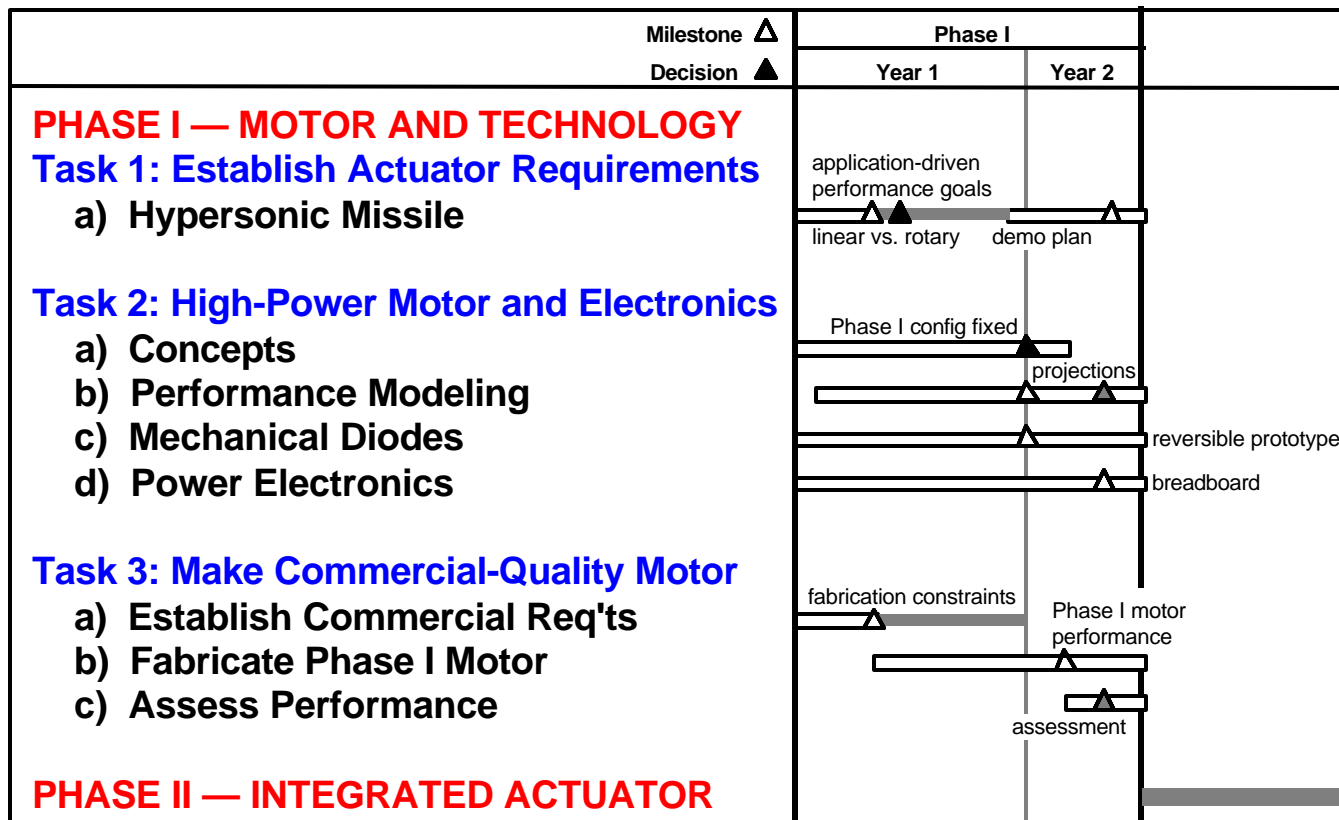 Milestone
Phase I
Decision
Year 1
Year 2
PHASE I — MOTOR AND TECHNOLOGY
Task 1: Establish Actuator Requirements
application-driven
performance goals
a) Hypersonic Missile
linear vs. rotary
demo plan
Task 2: High-Power Motor and Electronics
Phase I config fixed
a) Concepts
projections
b) Performance Modeling
c) Mechanical Diodes
reversible prototype
d) Power Electronics
breadboard
Task 3: Make Commercial-Quality Motor
fabrication constraints
a) Establish Commercial Req'ts
Phase I motor
performance
b) Fabricate Phase I Motor
c) Assess Performance
assessment
PHASE II — INTEGRATED ACTUATOR